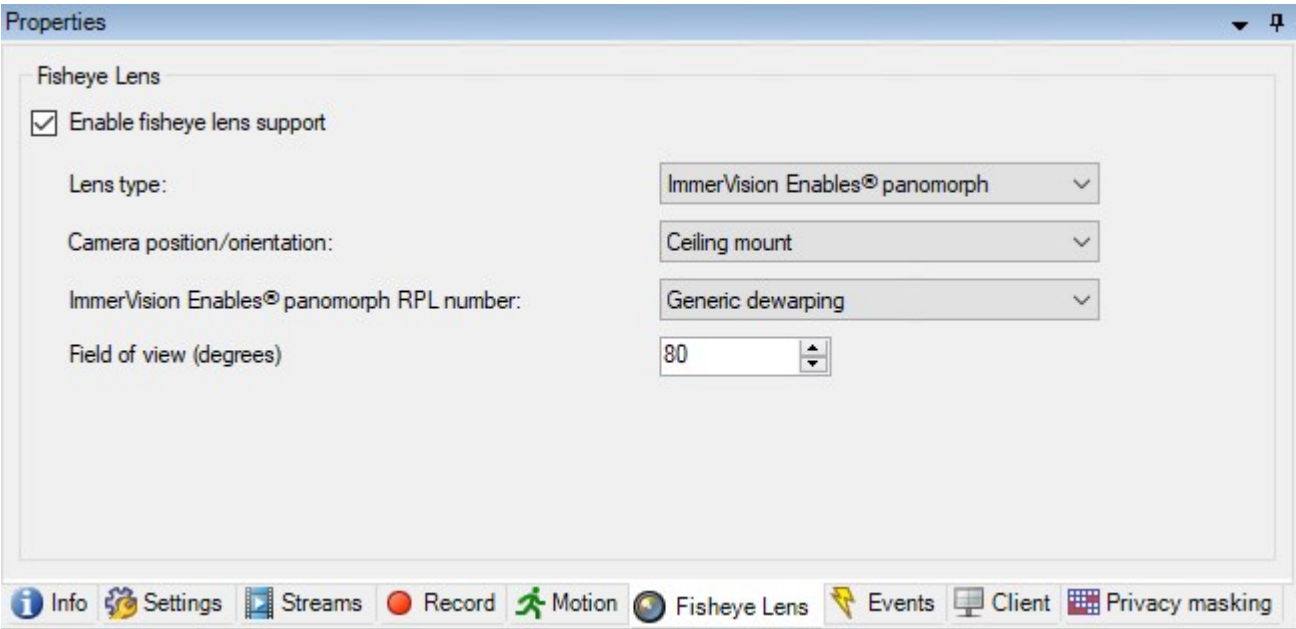 Properties
Fisheye Lens
Enable fisheye lens support
Lens type: ImmerVision Enables® panomorph
Camera position/orientation: Ceiling mount
ImmerVision Enables® panomorph RPL number: Generic dewarping
Field of view (degrees) 80
Info Settings Streams Record Motion Fisheye Lens Events Client Privacy masking